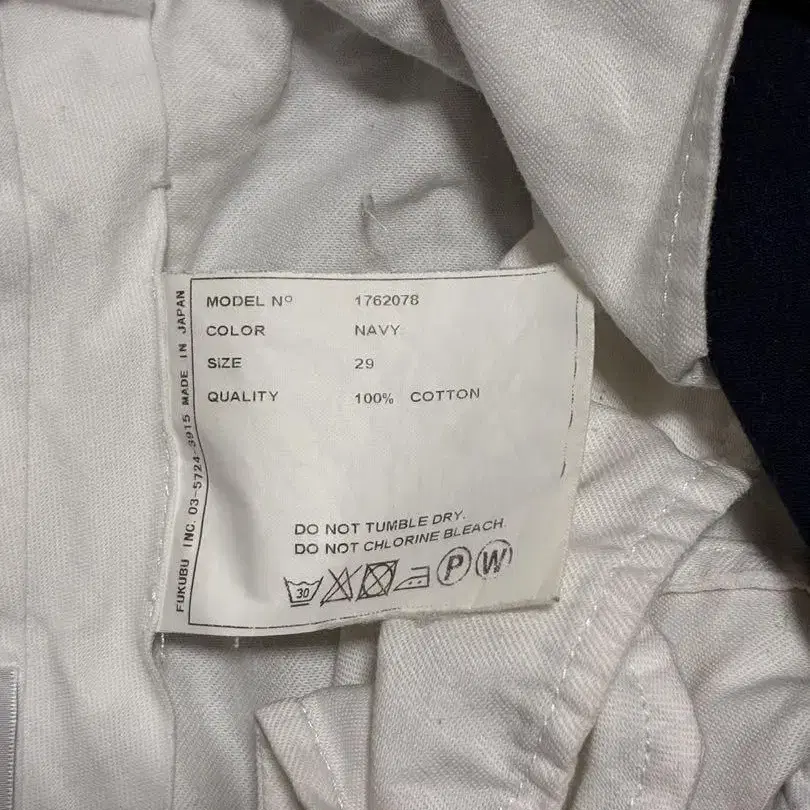 MODEL Nº 1762078
COLOR NAVY
SIZE 29
QUALITY 100% COTTON
DO NOT TUMBLE DRY.
DO NOT CHLORINE BLEACH.
30 P W
FUKUBU INC. 03-5724-3915 MADE IN JAPAN